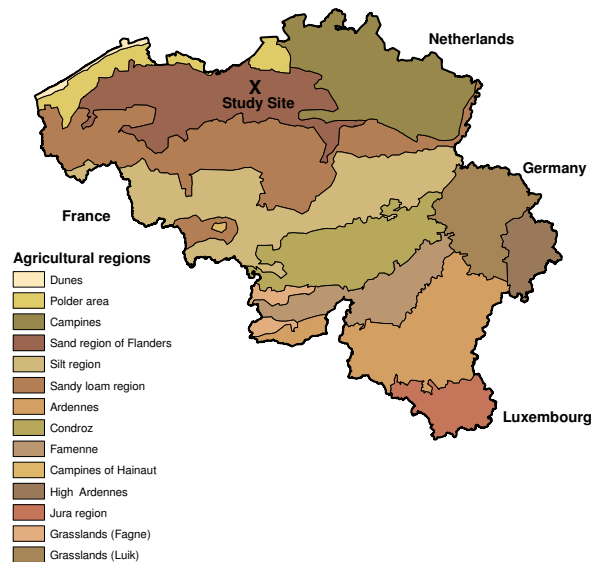 Netherlands
X
Study Site
Germany
France
Agricultural regions
Dunes
Polder area
Campines
Sand region of Flanders
Silt region
Sandy loam region
Ardennes
Condroz
Famenne
Campines of Hainaut
High Ardennes
Jura region
Grasslands (Fagne)
Grasslands (Luik)
Luxembourg